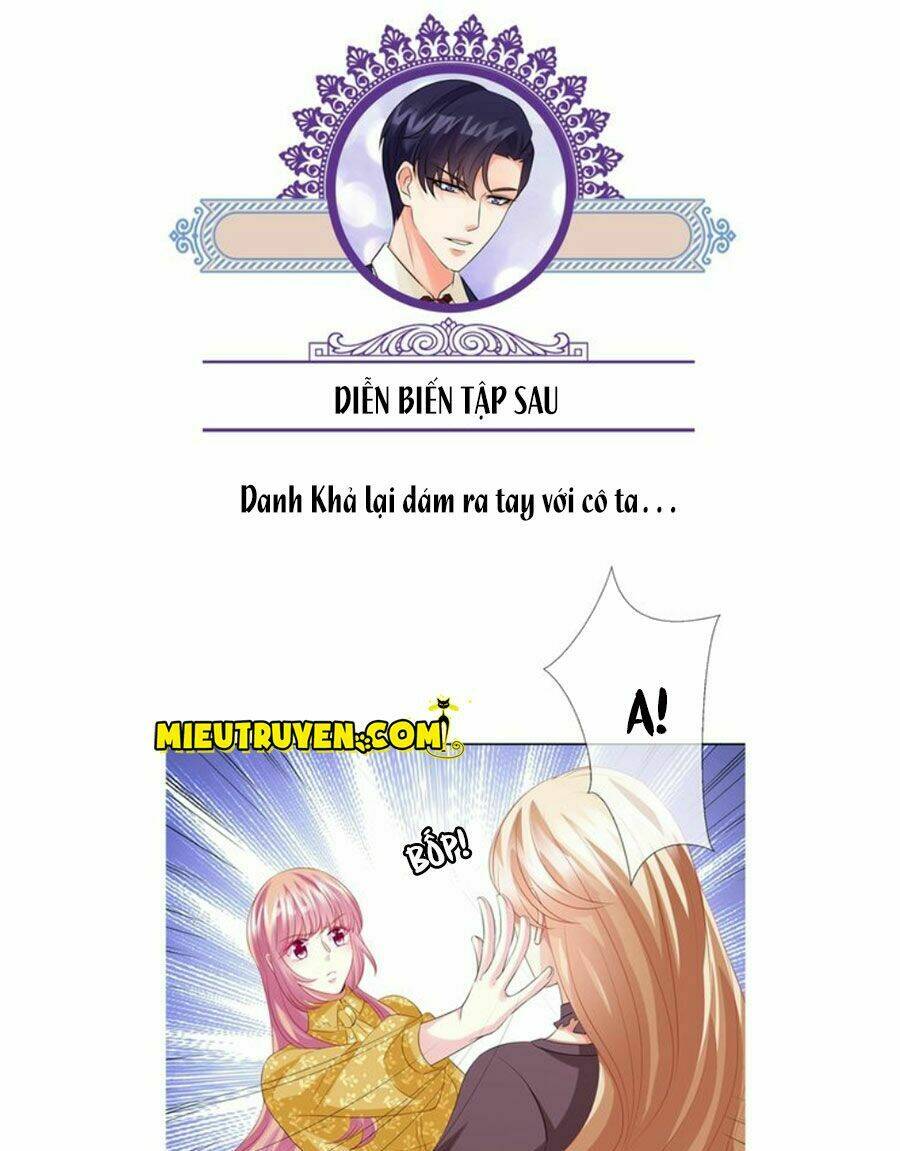 DIỄN BIẾN TẬP SAU
Danh Khả lại dám ra tay với cô ta...
A!
MIEUTRUYEN.COM
BỐP!